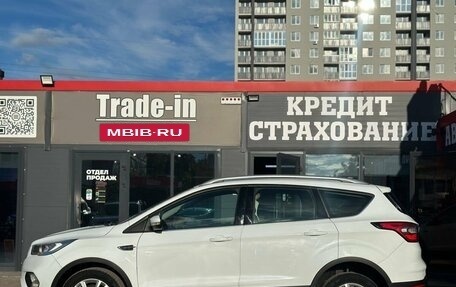 Trade-in
MBIB-RU
КРЕДИТ
СТРАХОВАНИЕ
ОТДЕЛ
ПРОДАЖ